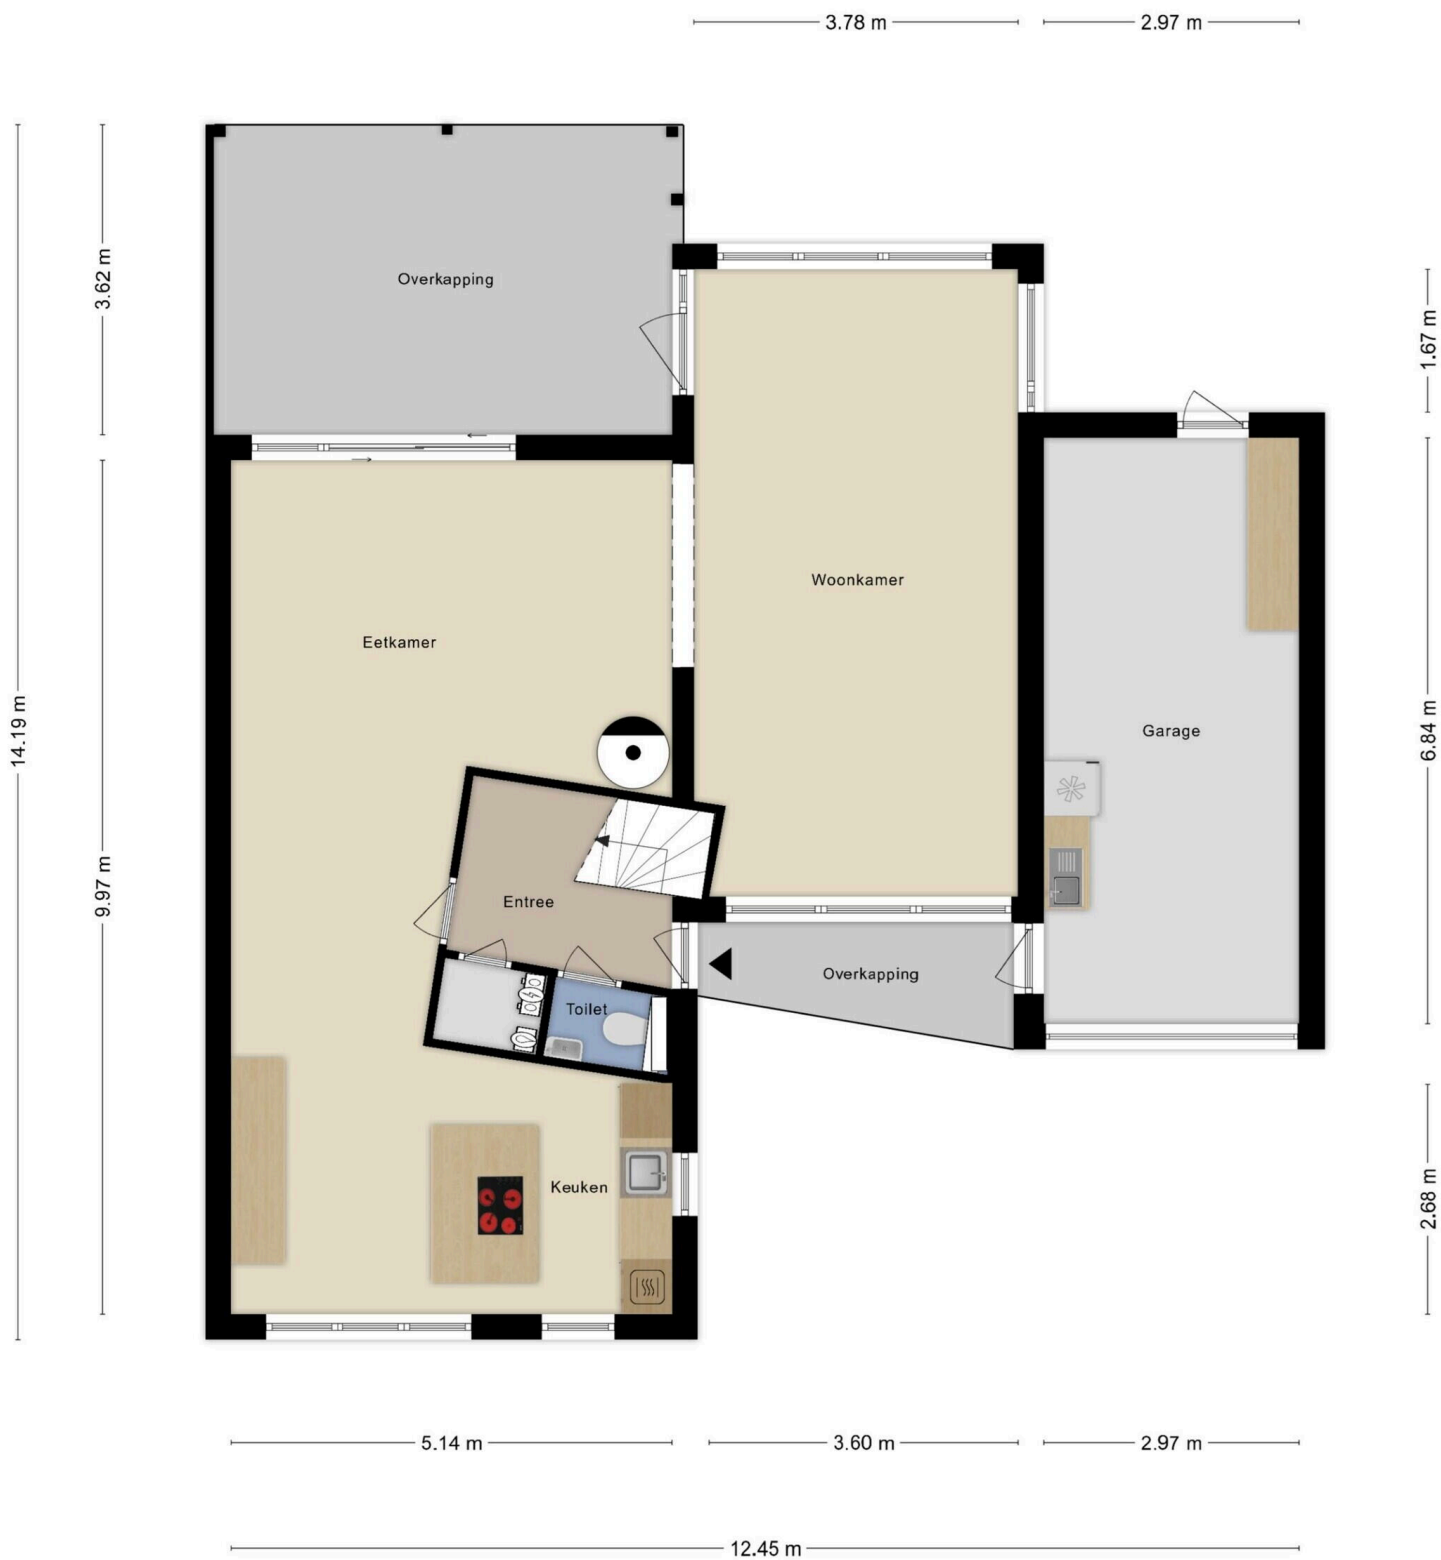 3.78 m
2.97 m
Overkapping
3.62 m
1.67 m
Woonkamer
Eetkamer
14.19 m
Garage
6.84 m
9.97 m
Entree
Overkapping
Toilet
Keuken
2.68 m
5.14 m
3.60 m
2.97 m
12.45 m